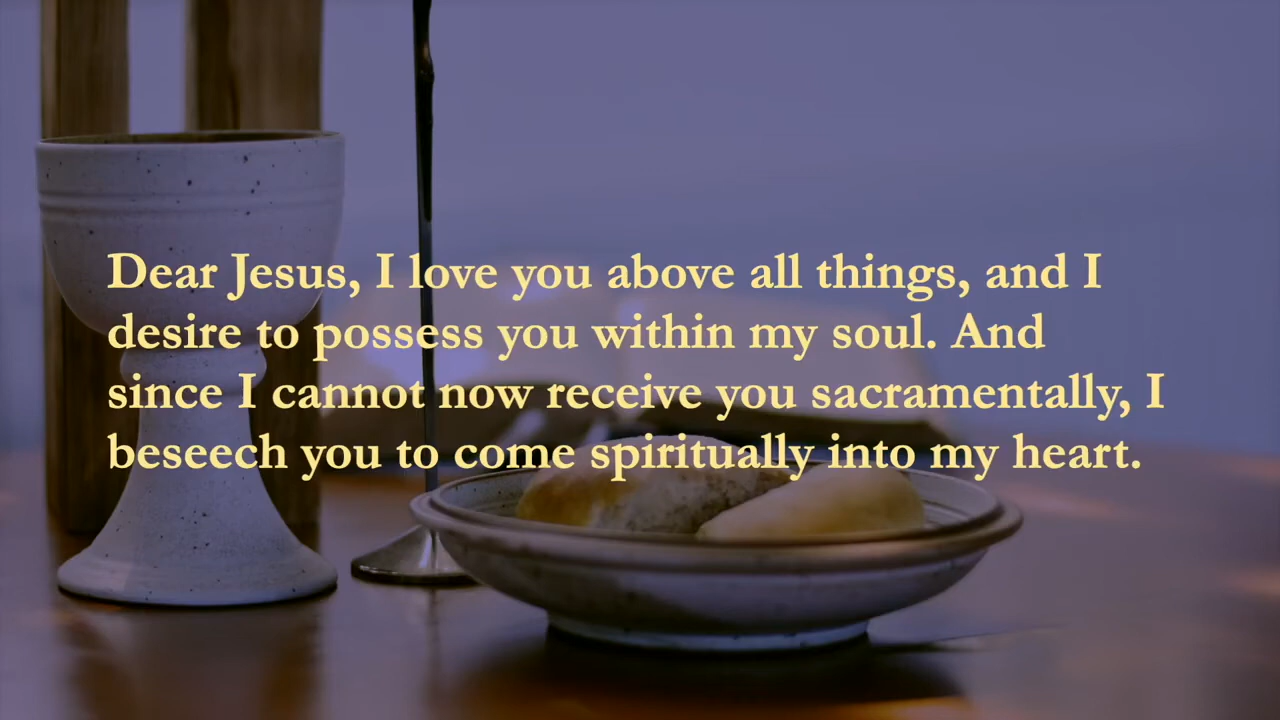 Dear Jesus, I love you above all things, and I
desire to possess you within my soul. And
since I cannot now receive you sacramentally, I
beseech you to come spiritually into my heart.